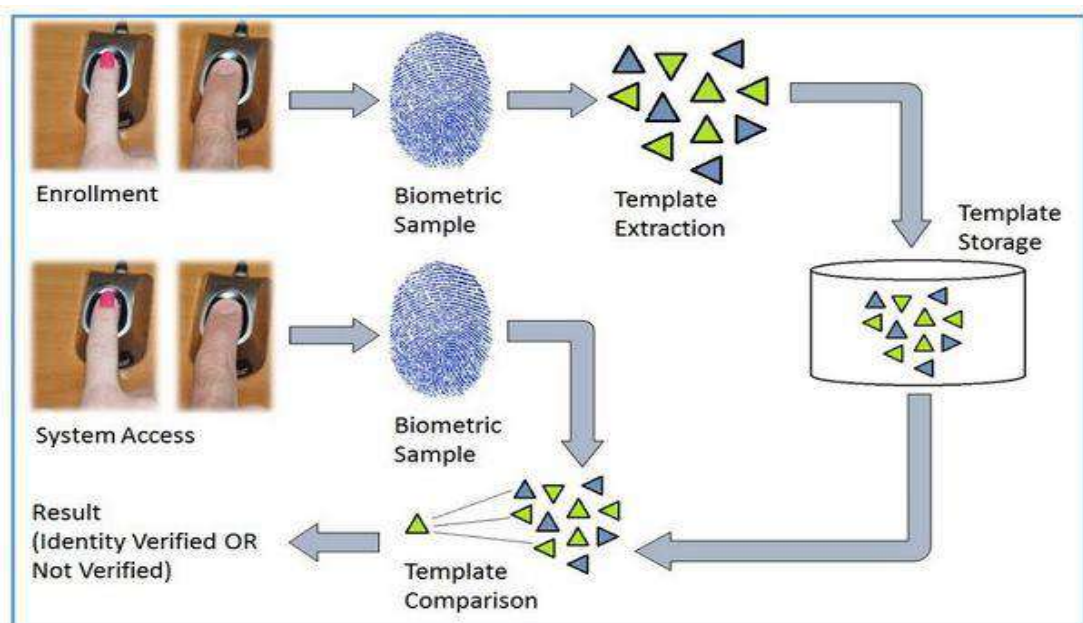 Enrollment
Biometric
Sample
Template
Extraction
Template
Storage
System Access
Biometric
Sample
Result
(Identity Verified OR
Not Verified)
Template
Comparison